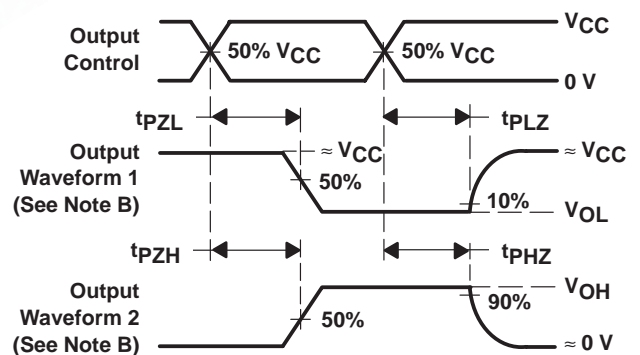 Output
Control
50% VCC
50% VCC
VCC
0 V
tPZL
tPLZ
Output
Waveform 1
(See Note B)
≈ VCC
50%
≈ VCC
10%
VOL
tPZH
tPHZ
Output
Waveform 2
(See Note B)
50%
VOH
90%
≈ 0 V